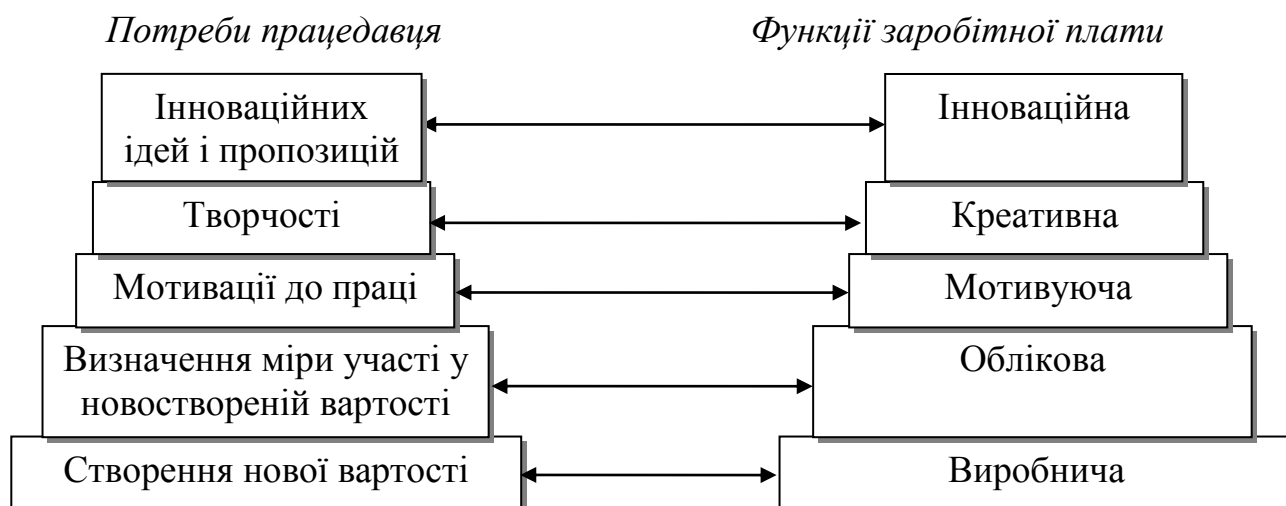 Потреби працедавця
Функції заробітної плати
Інноваційних
ідей і пропозицій
Інноваційна
Творчості
Креативна
Мотивації до праці
Мотивуюча
Визначення міри участі у
новоствореній вартості
Облікова
Створення нової вартості
Виробнича